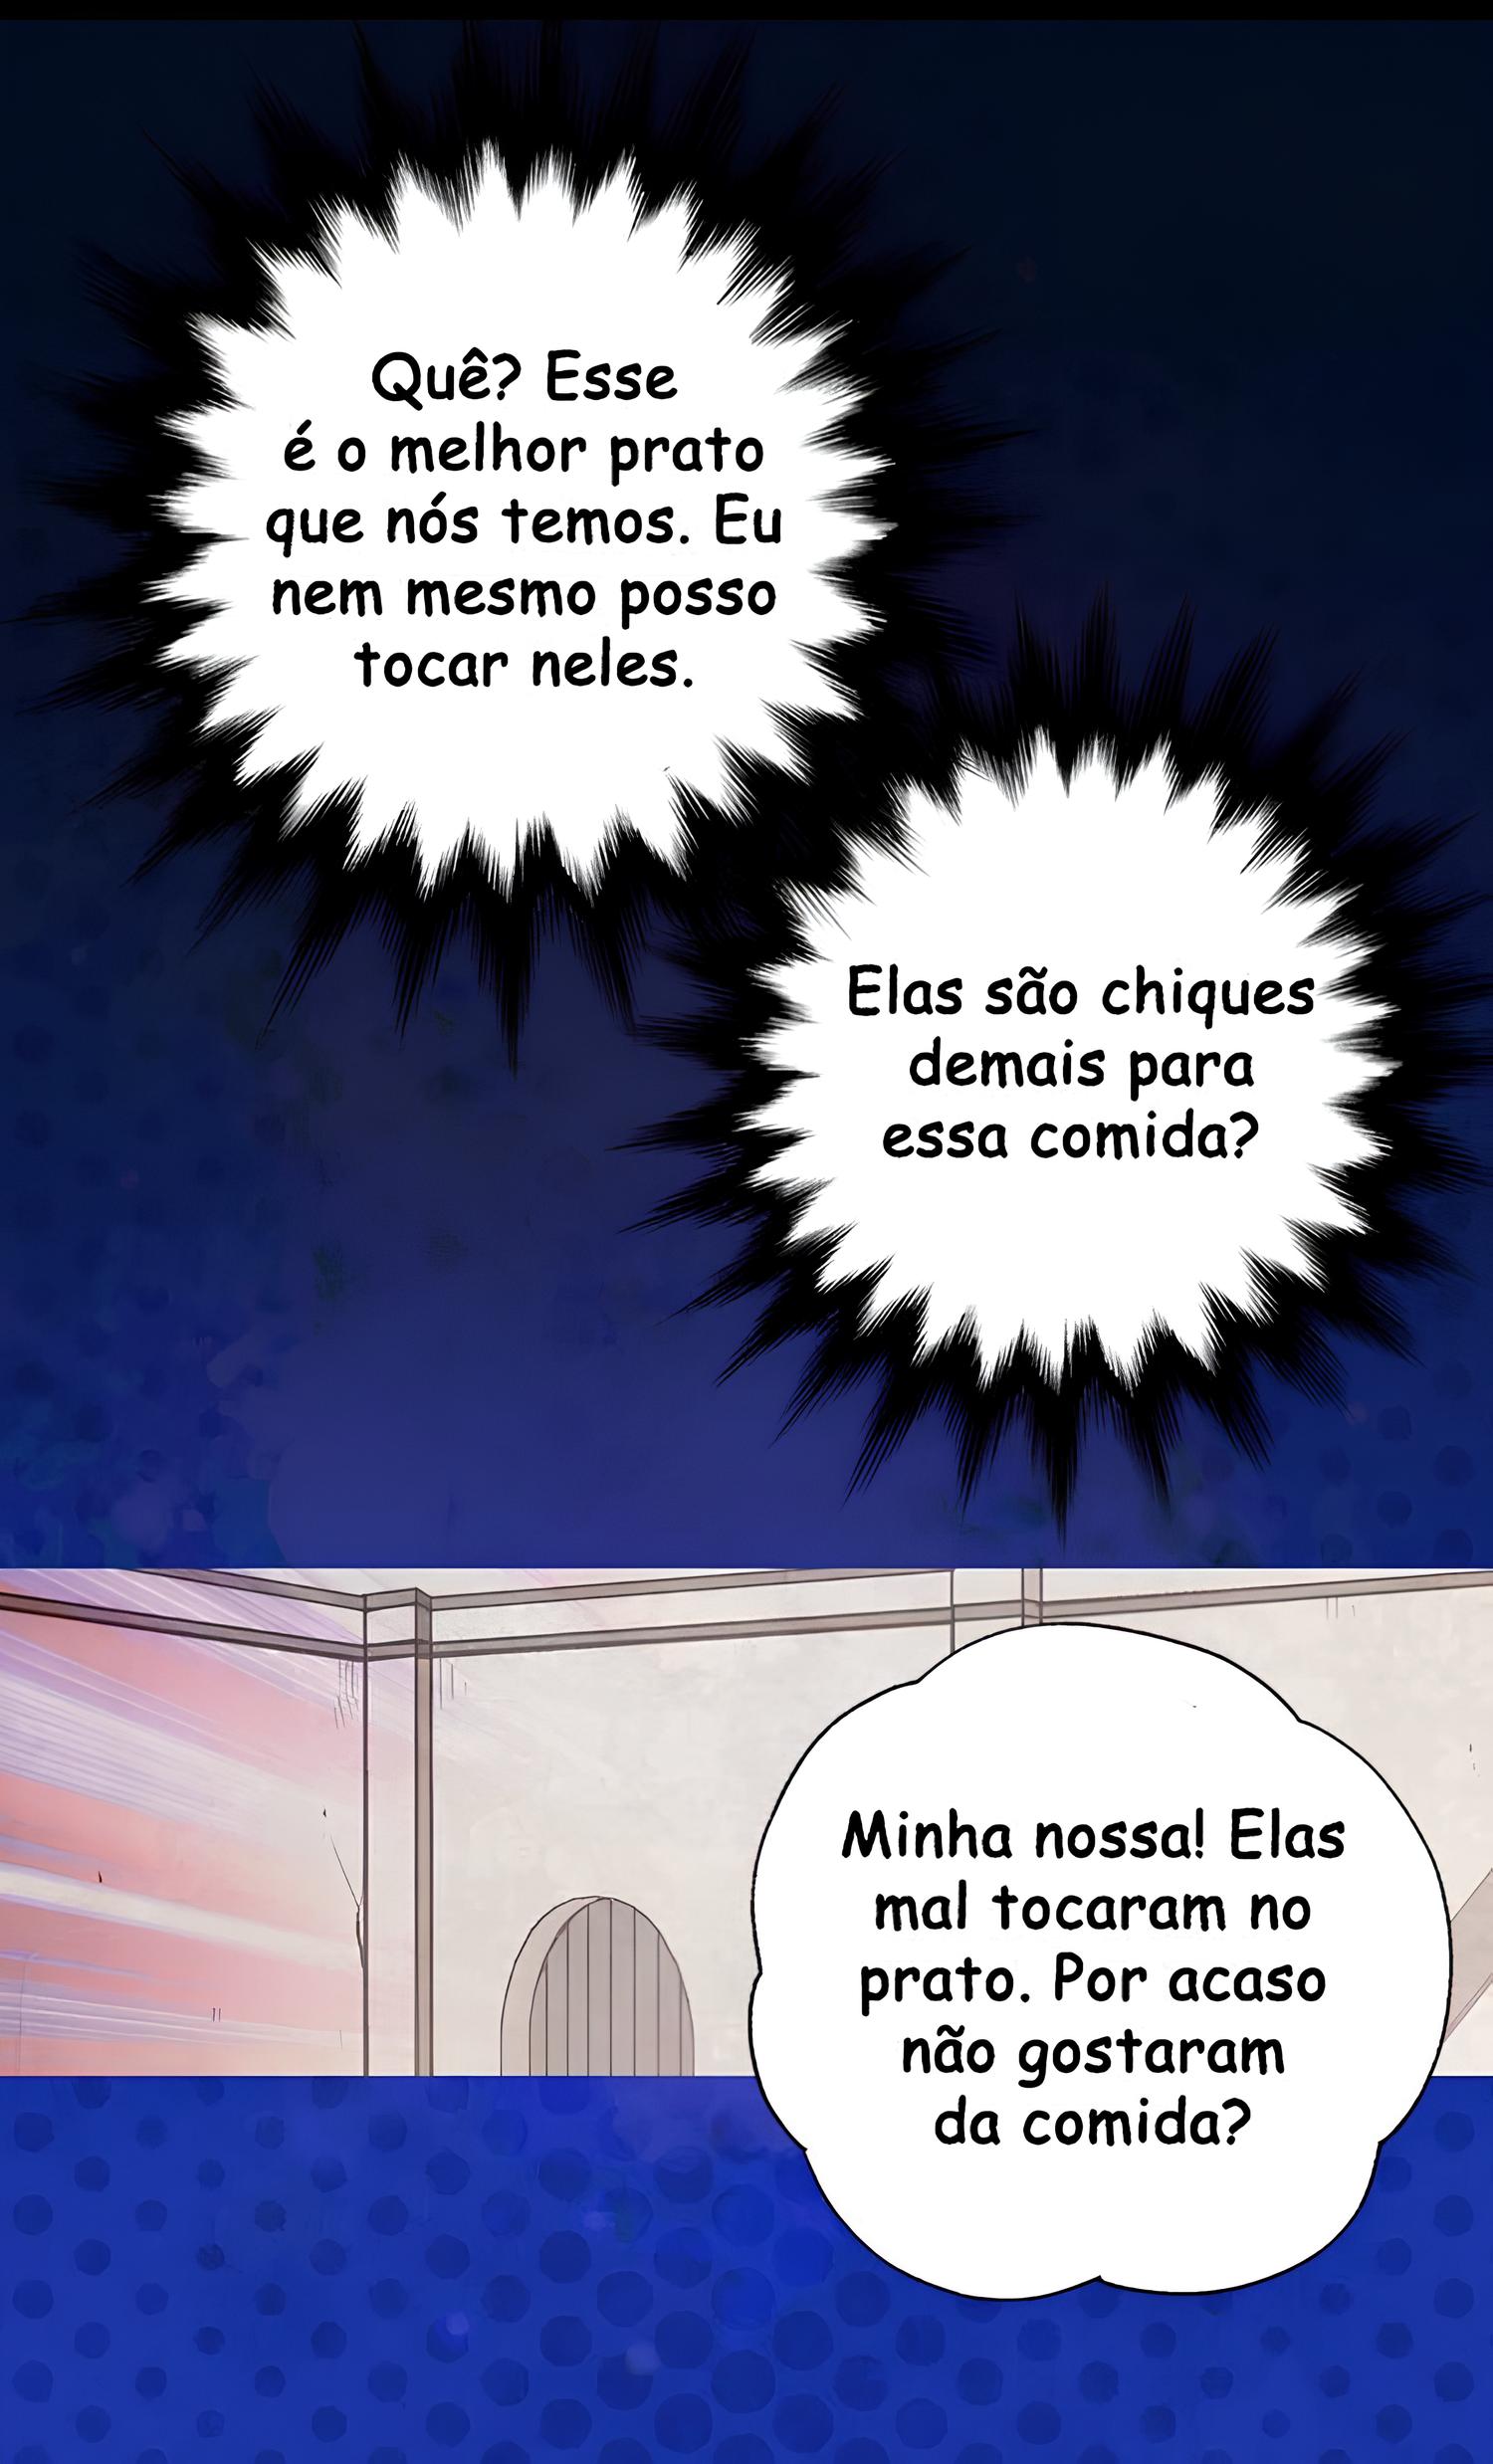 Quê? Esse
é o melhor prato
que nós temos. Eu
nem mesmo posso
tocar neles.
Elas são chiques
demais para
essa comida?
Minha nossa! Elas
mal tocaram no
prato. Por acaso
não gostaram
da comida?